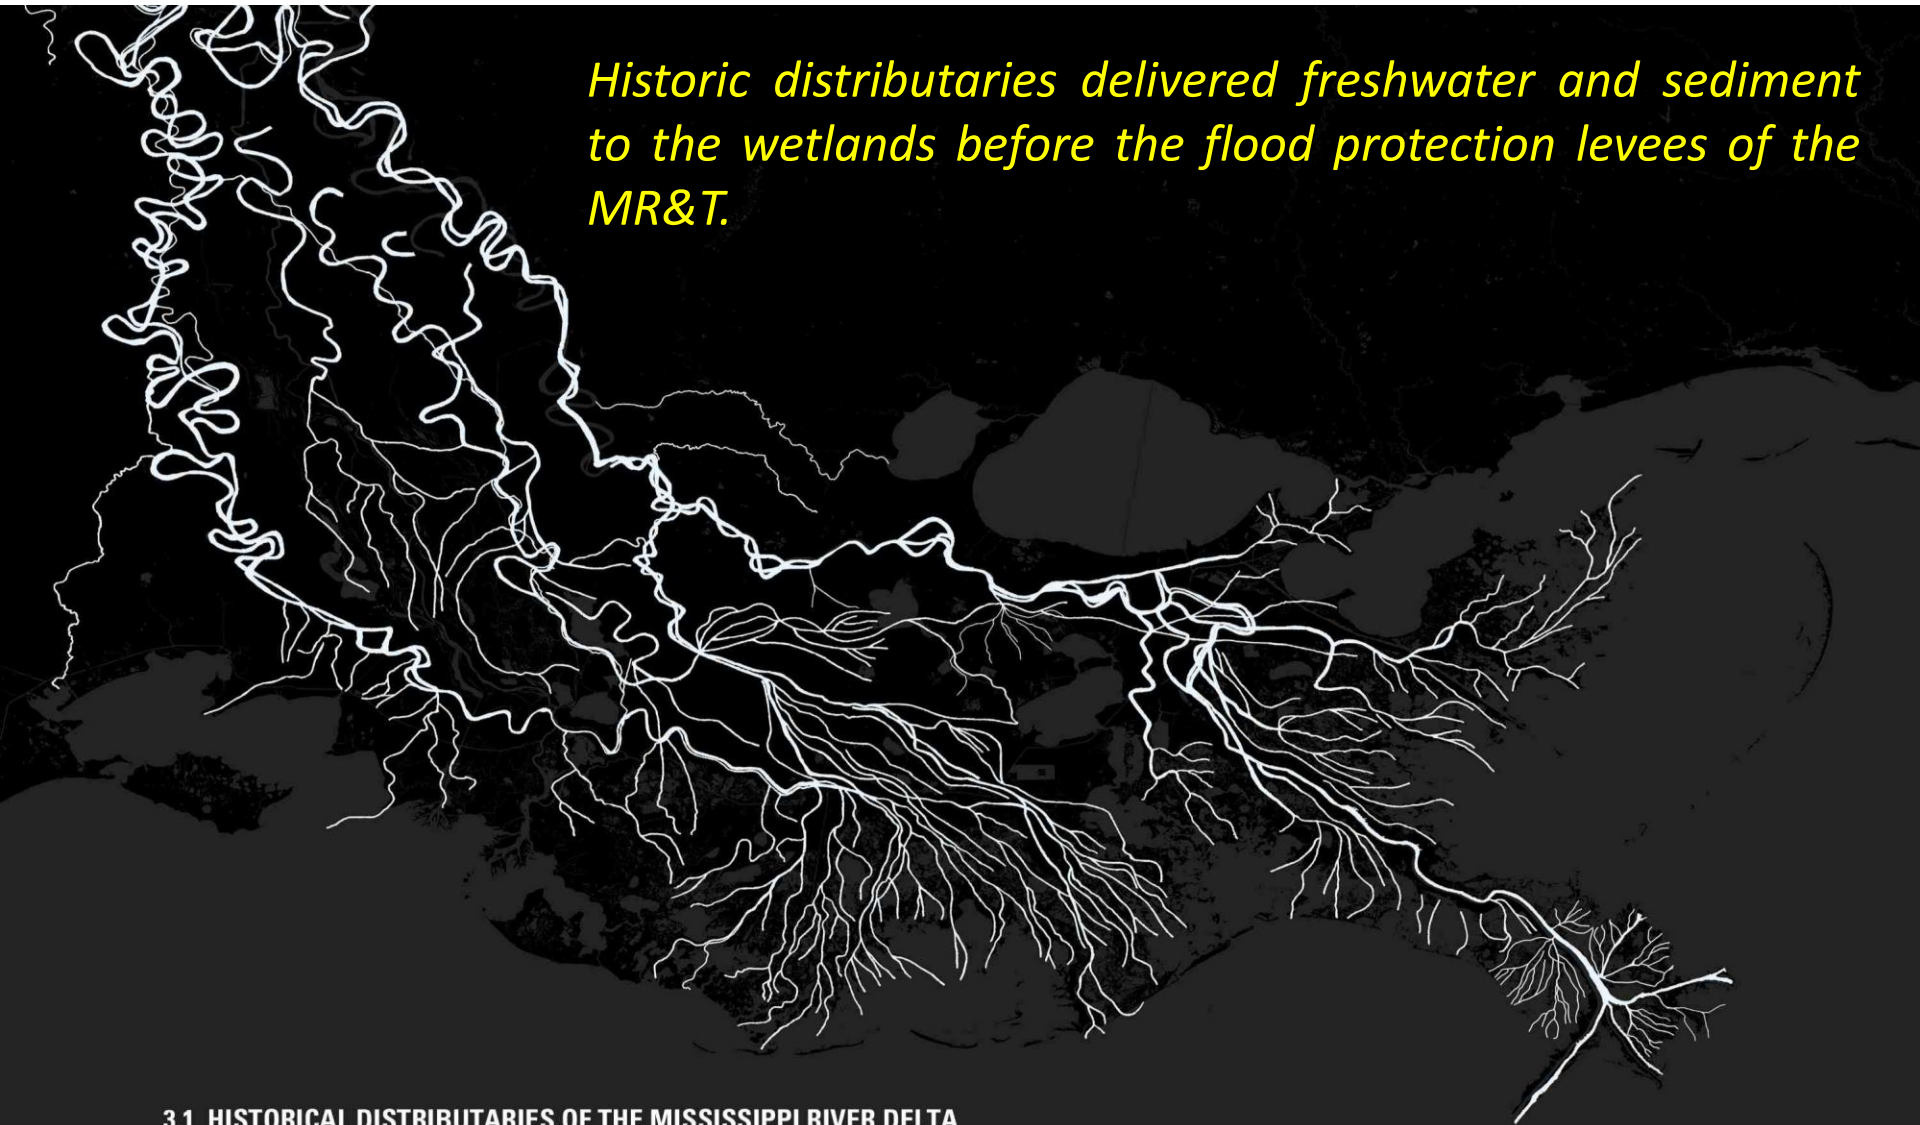 Historic distributaries delivered freshwater and sediment
to the wetlands before the flood protection levees of the
MR&T.
3.1 HISTORICAL DISTRIBUTARIES OF THE MISSISSIPPI RIVER DELTA